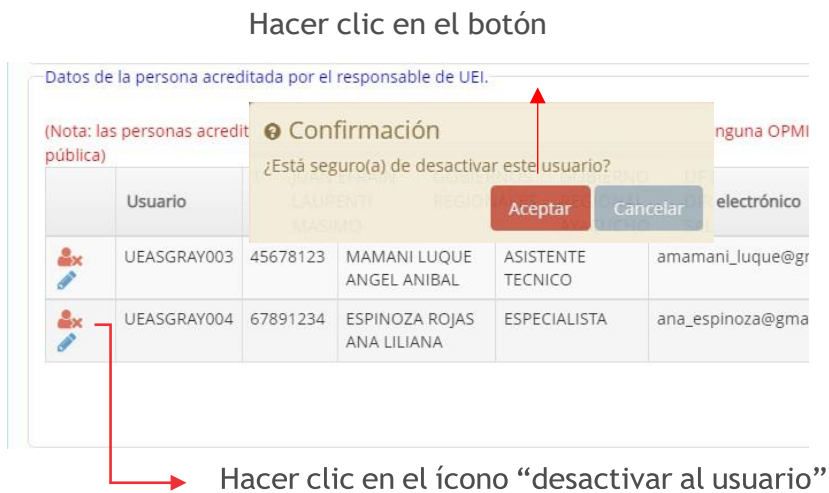 Hacer clic en el botón
Datos de la persona acreditada por el responsable de UEI.
(Nota: las personas acredit
nguna OPMI
pública)
Confirmación
¿Está seguro(a) de desactivar este usuario?
Aceptar Cancelar
Usuario
electrónico
UEASGRAY003 45678123 MAMANI LUQUE ASISTENTE amamani_luque@gr
ANGEL ANIBAL TECNICO
UEASGRAY004 67891234 ESPINOZA ROJAS ESPECIALISTA ana_espinoza@gma
ANA LILIANA
Hacer clic en el ícono “desactivar al usuario”